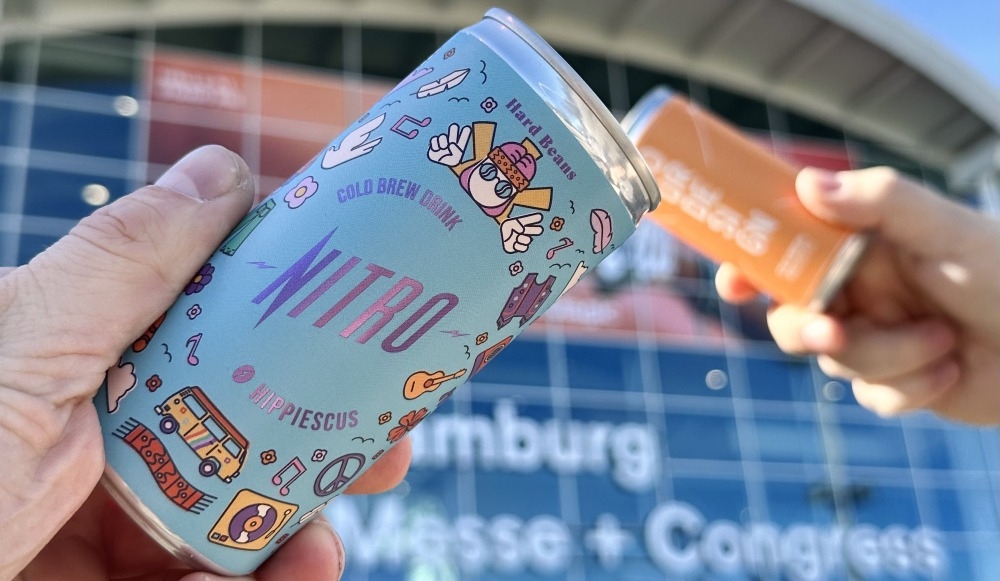 Hard Beans
COLD BREW DRINK
NITRO
HIPPIESCUS
mburg
Messe + Congress